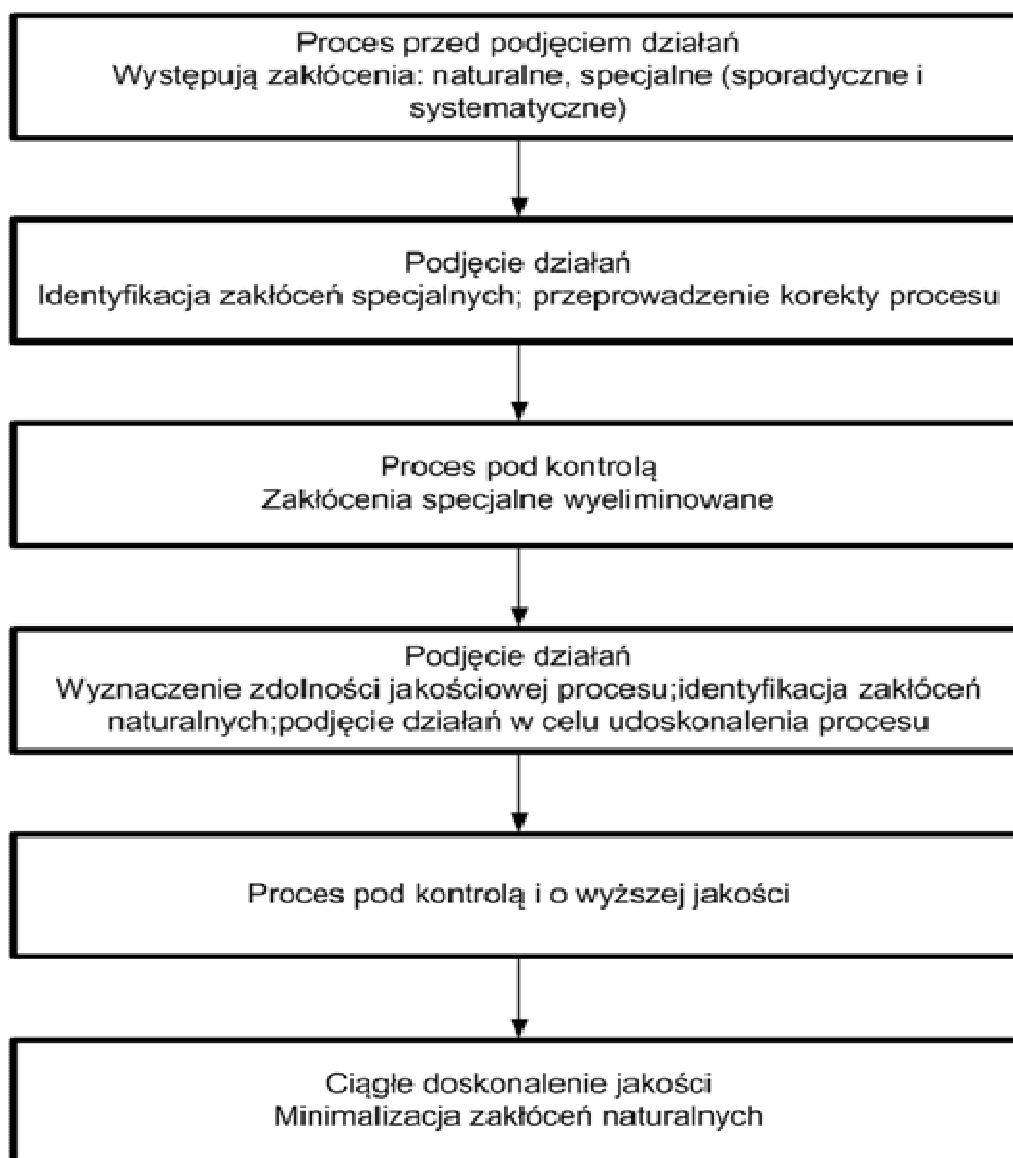 Proces przed podjęciem działań
Występują zakłócenia: naturalne, specjalne (sporadyczne i
systematyczne)
Podjęcie działań
Identyfikacja zakłóceń specjalnych; przeprowadzenie korekty procesu
Proces pod kontrolą
Zakłócenia specjalne wyeliminowane
Podjęcie działań
Wyznaczenie zdolności jakościowej procesu;identyfikacja zakłóceń
naturalnych;podjęcie działań w celu udoskonalenia procesu
Proces pod kontrolą i o wyższej jakości
Ciągłe doskonalenie jakości
Minimalizacja zakłóceń naturalnych